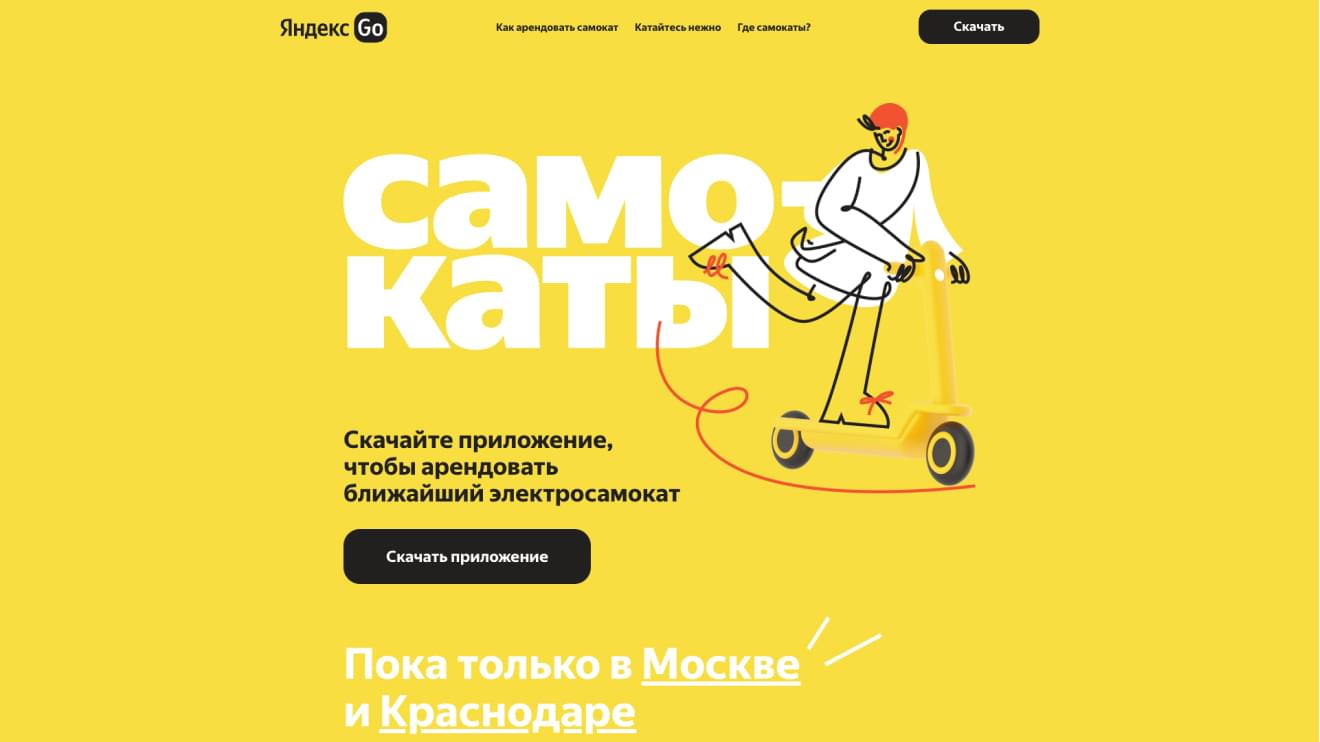 Яндекс Go
Как арендовать самокат
Катайтесь нежно
Где самокаты?
Скачать
само-
каты
Скачайте приложение,
чтобы арендовать
ближайший электросамокат
Скачать приложение
Пока только в Москве
и Краснодаре